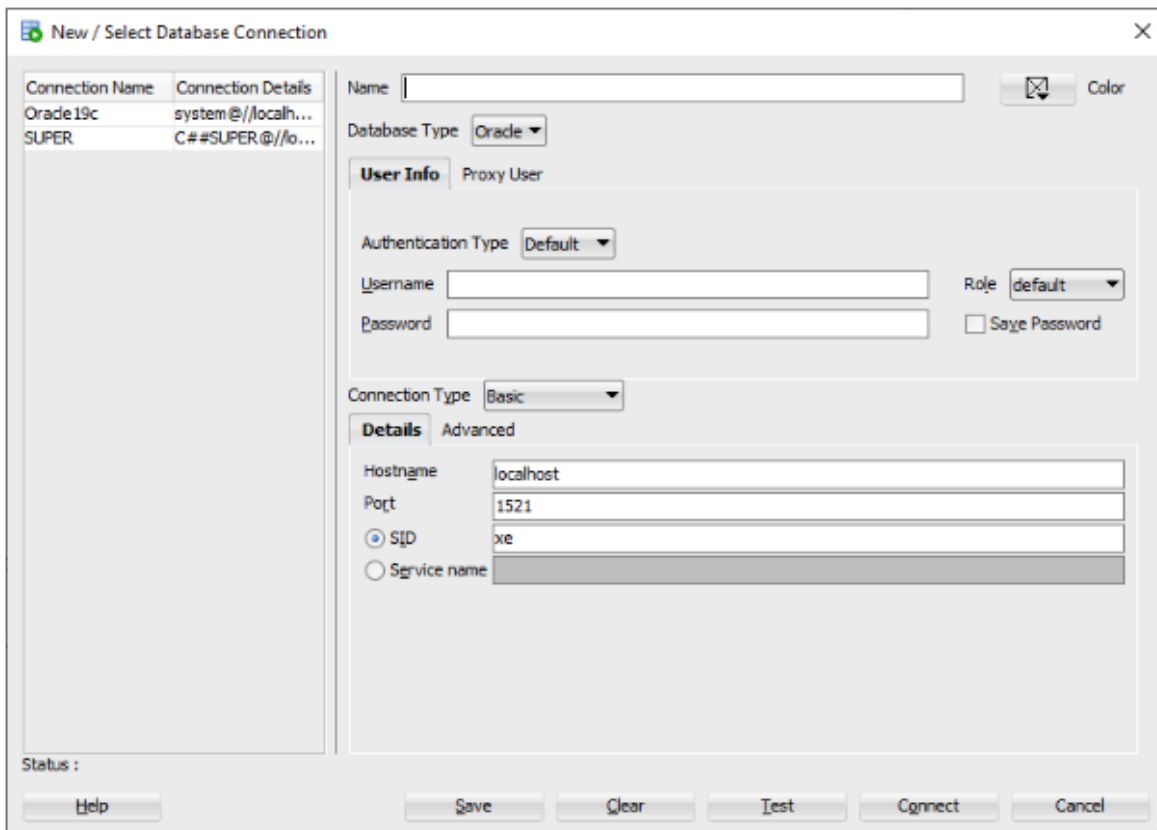 New / Select Database Connection
Connection Name Connection Details
Oracle19c system@//localh...
SUPER C##SUPER@//lo...
Name Color
Database Type Oracle
User Info Proxy User
Authentication Type Default
Username Role default
Password Save Password
Connection Type Basic
Details Advanced
Hostname localhost
Port 1521
SID xe
Service name
Status :
Help Save Clear Test Connect Cancel